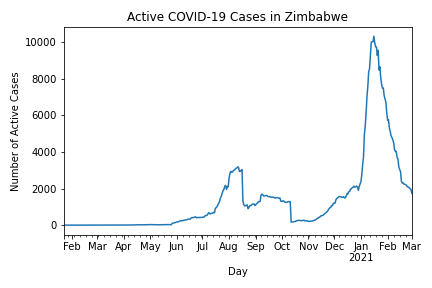 Active COVID-19 Cases in Zimbabwe
Number of Active Cases
10000
8000
6000
4000
2000
0
Feb Mar Apr May Jun Jul Aug Sep Oct Nov Dec Jan Feb Mar
2021
Day